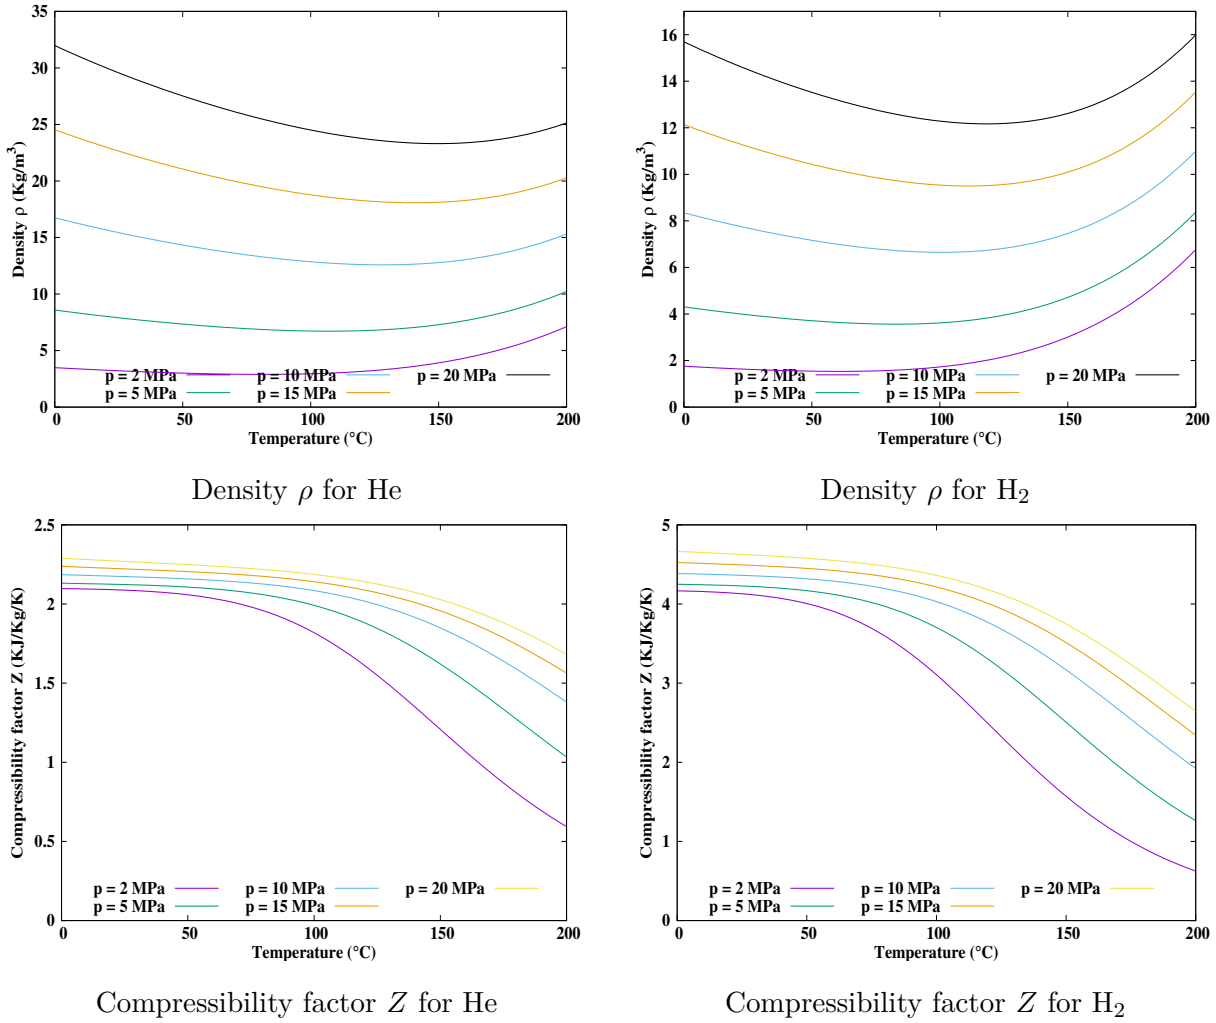 35
30
25
20
15
10
5
0
Density ρ (Kg/m³)
p = 2 MPa p = 10 MPa p = 20 MPa
p = 5 MPa p = 15 MPa
0 50 100 150 200
Temperature (°C)
Density ρ for He
16
14
12
10
8
6
4
2
0
Density ρ (Kg/m³)
p = 2 MPa p = 10 MPa p = 20 MPa
p = 5 MPa p = 15 MPa
0 50 100 150 200
Temperature (°C)
Density ρ for H₂
2.5
2
1.5
1
0.5
0
Compressibility factor Z (KJ/Kg/K)
p = 2 MPa p = 10 MPa p = 20 MPa
p = 5 MPa p = 15 MPa
0 50 100 150 200
Temperature (°C)
Compressibility factor Z for He
5
4
3
2
1
0
Compressibility factor Z (KJ/Kg/K)
p = 2 MPa p = 10 MPa p = 20 MPa
p = 5 MPa p = 15 MPa
0 50 100 150 200
Temperature (°C)
Compressibility factor Z for H₂